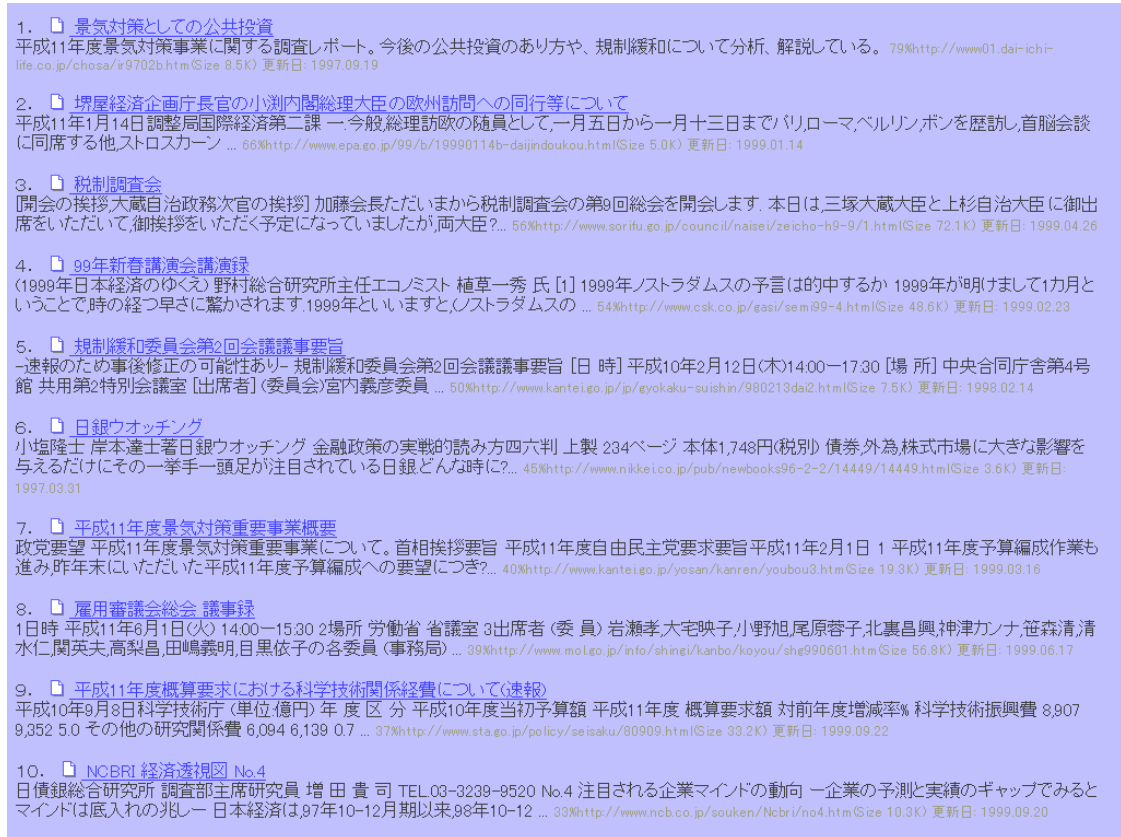 1. 景気対策としての公共投資
平成11年度景気対策事業に関する調査レポート。今後の公共投資のあり方や、規制緩和について分析、解説している。 79%http://www01.dai-ichi-
life.co.jp/chosa/ir9702b.htm(Size 8.5K) 更新日: 1997.09.19
2. 堺屋経済企画庁長官の小渕内閣総理大臣の欧州訪問への同行等について
平成11年1月14日調整局国際経済第二課 一.今般,総理訪欧の随員として,一月五日から一月十三日までパリ,ローマ,ベルリン,ボンを歴訪し,首脳会談
に同席する他,ストロスカーン ... 66%http://www.epa.go.jp/99/b/19990114b-daijindoukou.html(Size 5.0K) 更新日: 1999.01.14
3. 税制調査会
[開会の挨拶,大蔵自治政務次官の挨拶] 加藤会長ただいまから税制調査会の第9回総会を開会します. 本日は,三塚大蔵大臣と上杉自治大臣に御出
席をいただいて,御挨拶をいただく予定になっていましたが,両大臣?... 56%http://www.sorifu.go.jp/council/naisei/zeicho-h9-9/1.html(Size 72.1K) 更新日: 1999.04.26
4. 99年新春講演会講演録
(1999年日本経済のゆくえ) 野村総合研究所主任エコノミスト 植草一秀 氏 [1] 1999年ノストラダムスの予言は的中するか 1999年が明けまして1カ月と
いうことで,時の経つ早さに驚かされます.1999年といいますと,(ノストラダムスの ... 54%http://www.csk.co.jp/gasi/semi99-4.html(Size 48.6K) 更新日: 1999.02.23
5. 規制緩和委員会第2回会議議事要旨
-速報のため事後修正の可能性あり- 規制緩和委員会第2回会議議事要旨 [日 時] 平成10年2月12日(木)14:00ー17:30 [場 所] 中央合同庁舎第4号
館 共用第2特別会議室 [出席者] (委員会)宮内義彦委員 ... 50%http://www.kantei.go.jp/jp/gyokaku-suishin/980213dai2.html(Size 7.5K) 更新日: 1998.02.14
6. 日銀ウオッチング
小塩隆士 岸本達士著日銀ウオッチング 金融政策の実戦的読み方四六判 上製 234ページ 本体1,748円(税別) 債券,外為,株式市場に大きな影響を
与えるだけにその一挙手一頭足が注目されている日銀.どんな時に?... 45%http://www.nikkei.co.jp/pub/newbooks96-2-2/14449/14449.html(Size 3.6K) 更新日:
1997.03.31
7. 平成11年度景気対策重要事業概要
政党要望 平成11年度景気対策重要事業について。首相挨拶要旨 平成11年度自由民主党要求要旨平成11年2月1日 1 平成11年度予算編成作業も
進み,昨年末にいただいた平成11年度予算編成への要望につき?... 40%http://www.kantei.go.jp/yosan/kanren/youbou3.htm(Size 19.3K) 更新日: 1999.03.16
8. 雇用審議会総会 議事録
1日時 平成11年6月1日(火) 14:00ー15:30 2場所 労働省 省議室 3出席者 (委 員) 岩瀬孝,大宅映子,小野旭,尾原蓉子,北裏昌興,神津カンナ,笹森清,清
水仁,関英夫,高梨昌,田嶋義明,目黒依子の各委員 (事務局) ... 39%http://www.mol.go.jp/info/shingi/kanbo/koyou/shg990601.htm(Size 56.8K) 更新日: 1999.06.17
9. 平成11年度概算要求における科学技術関係経費について(速報)
平成10年9月8日科学技術庁 (単位:億円) 年 度 区 分 平成10年度当初予算額 平成11年度 概算要求額 対前年度増減率% 科学技術振興費 8,907
9,352 5.0 その他の研究関係費 6,094 6,139 0.7 ... 37%http://www.sta.go.jp/policy/seisaku/80909.html(Size 33.2K) 更新日: 1999.09.22
10. NCBRI 経済透視図 No.4
日債銀総合研究所 調査部主席研究員 増 田 貴 司 TEL.03-3239-9520 No.4 注目される企業マインドの動向 ー企業の予測と実績のギャップでみると
マインドは底入れの兆しー 日本経済は,97年10-12月期以来,98年10-12 ... 33%http://www.ncb.co.jp/souken/Ncbri/no4.htm(Size 10.3K) 更新日: 1999.09.20